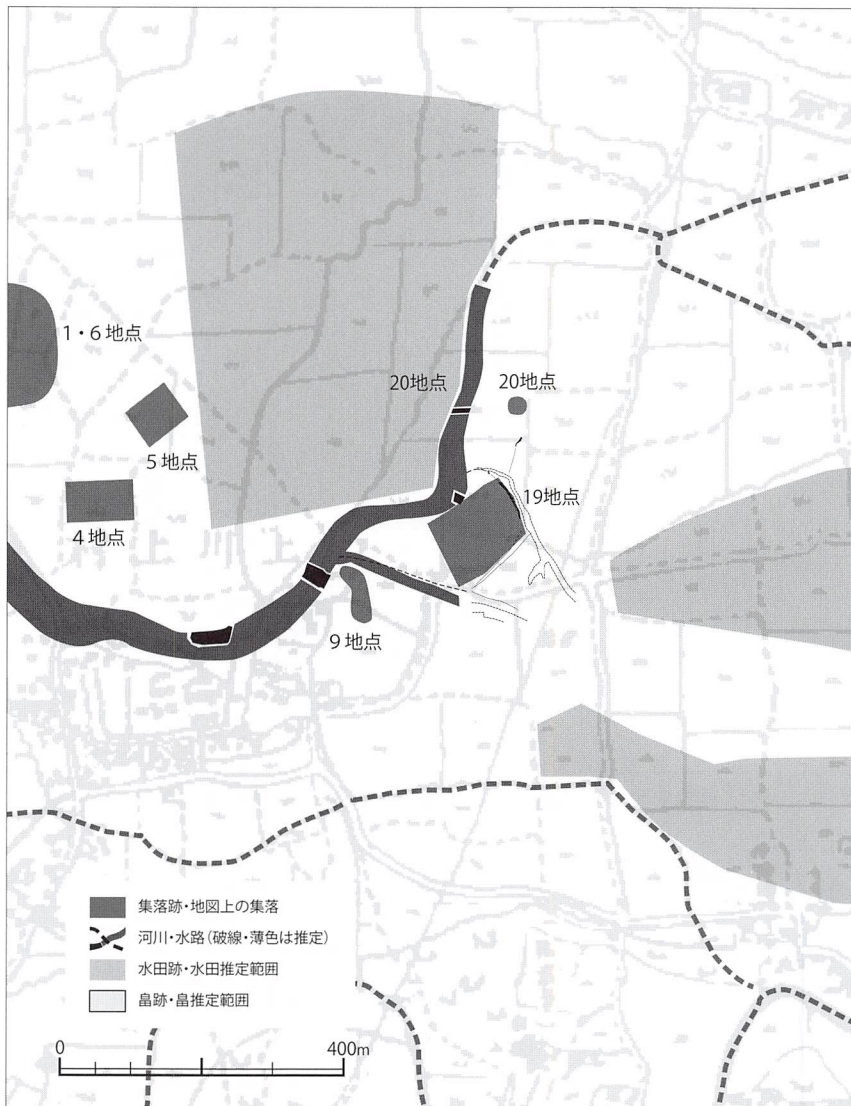 1・6地点
5地点
4地点
20地点
20地点
19地点
9地点
集落跡・地図上の集落
河川・水路（破線・薄色は推定）
水田跡・水田推定範囲
畠跡・畠推定範囲
0
400m